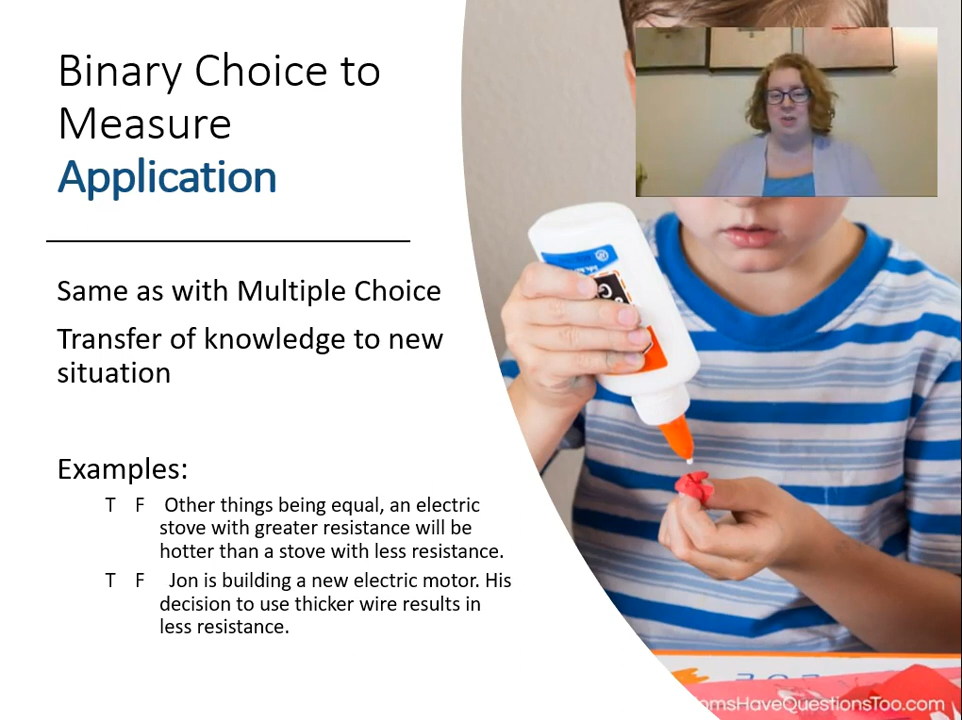 Binary Choice to
Measure
Application
Same as with Multiple Choice
Transfer of knowledge to new
situation
Examples:
T F Other things being equal, an electric
stove with greater resistance will be
hotter than a stove with less resistance.
T F Jon is building a new electric motor. His
decision to use thicker wire results in
less resistance.
omsHaveQuestionsToo.com